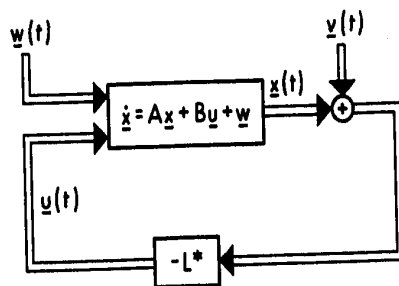 w(t)
v(t)
ẋ = Ax + Bu + w
x(t)
+
u(t)
-L*